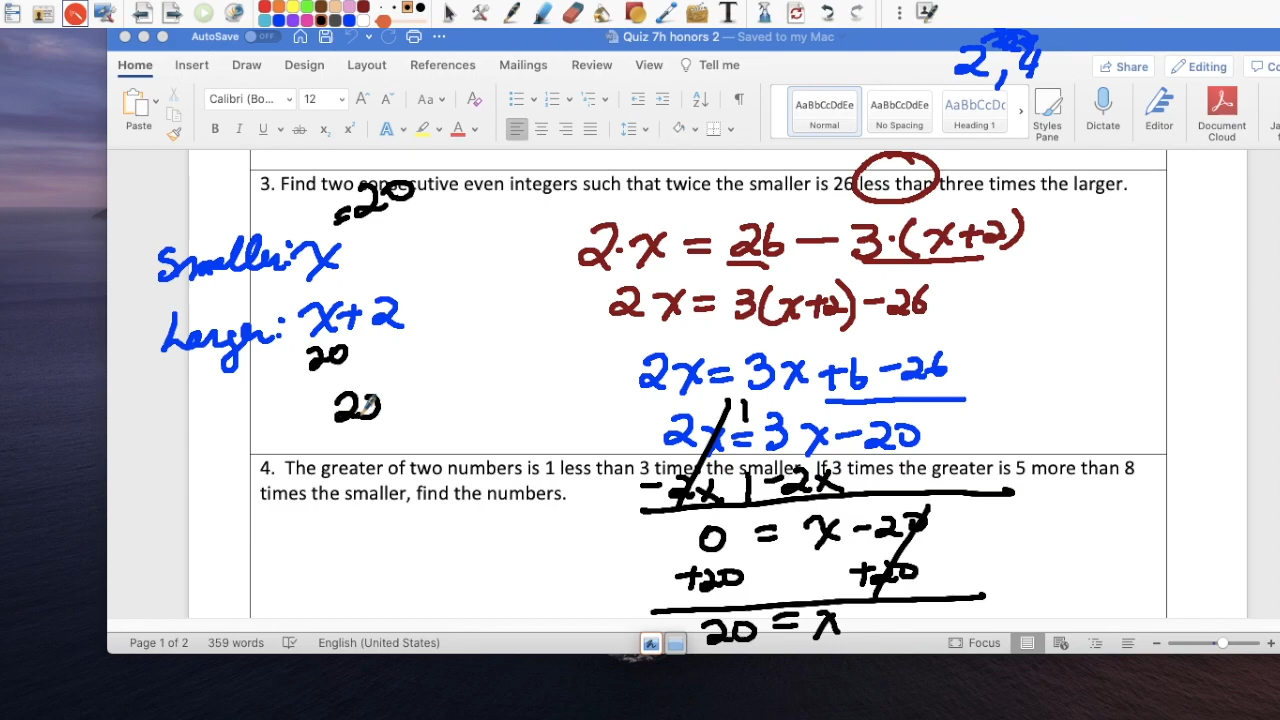 AutoSave OFF
Quiz 7h honors 2 — Saved to my Mac
2, 4
Home Insert Draw Design Layout References Mailings Review View Tell me
Share Editing Co
Paste
Calibri (Bo... 12
AaBbCcDdEe AaBbCcDdEe AaBbCcDc
Normal No Spacing Heading 1
Styles Pane
Dictate
Editor
Document Cloud
3. Find two consecutive even integers such that twice the smaller is 26 less than three times the larger.
=20
Smaller: x
Larger: x+2
20
2·x = 26 — 3·(x+2)
2x = 3(x+2) -26
2x = 3x +6 -26
2x = 3x -20
4. The greater of two numbers is 1 less than 3 times the smaller. If 3 times the greater is 5 more than 8
times the smaller, find the numbers.
-2x | -2x
0 = x -20
+20 +20
20 = x
Page 1 of 2 359 words English (United States)
Focus